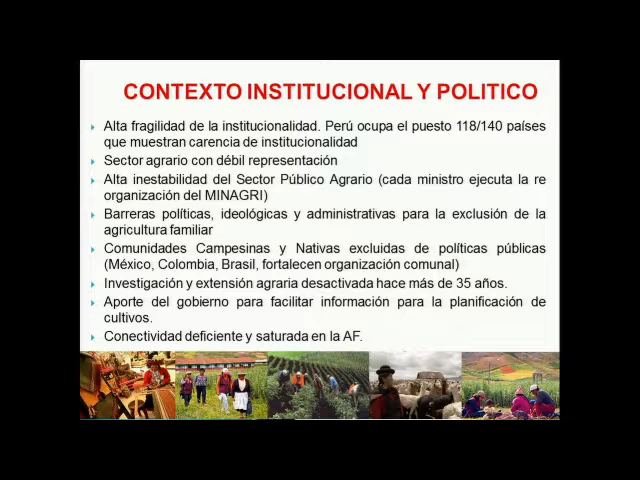 CONTEXTO INSTITUCIONAL Y POLITICO
Alta fragilidad de la institucionalidad. Perú ocupa el puesto 118/140 países
que muestran carencia de institucionalidad
Sector agrario con débil representación
Alta inestabilidad del Sector Público Agrario (cada ministro ejecuta la re
organización del MINAGRI)
Barreras políticas, ideológicas y administrativas para la exclusión de la
agricultura familiar
Comunidades Campesinas y Nativas excluidas de políticas públicas
(México, Colombia, Brasil, fortalecen organización comunal)
Investigación y extensión agraria desactivada hace más de 35 años.
Aporte del gobierno para facilitar información para la planificación de
cultivos.
Conectividad deficiente y saturada en la AF.